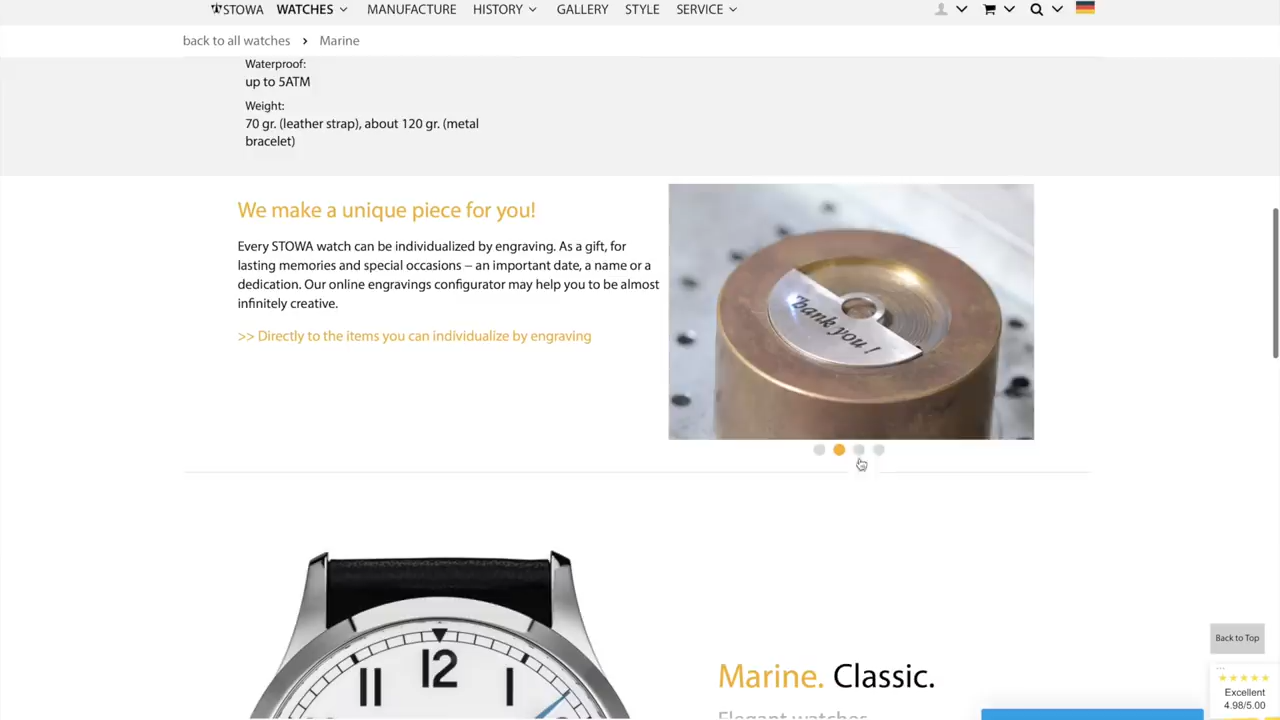 STOWA WATCHES MANUFACTURE HISTORY GALLERY STYLE SERVICE
back to all watches › Marine
Waterproof:
up to 5ATM
Weight:
70 gr. (leather strap), about 120 gr. (metal
bracelet)
We make a unique piece for you!
Every STOWA watch can be individualized by engraving. As a gift, for
lasting memories and special occasions – an important date, a name or a
dedication. Our online engravings configurator may help you to be almost
infinitely creative.
>> Directly to the items you can individualize by engraving
Thank you !
11 12 1
Marine. Classic.
Elegant watches
Back to Top
...
Excellent
4.98/5.00